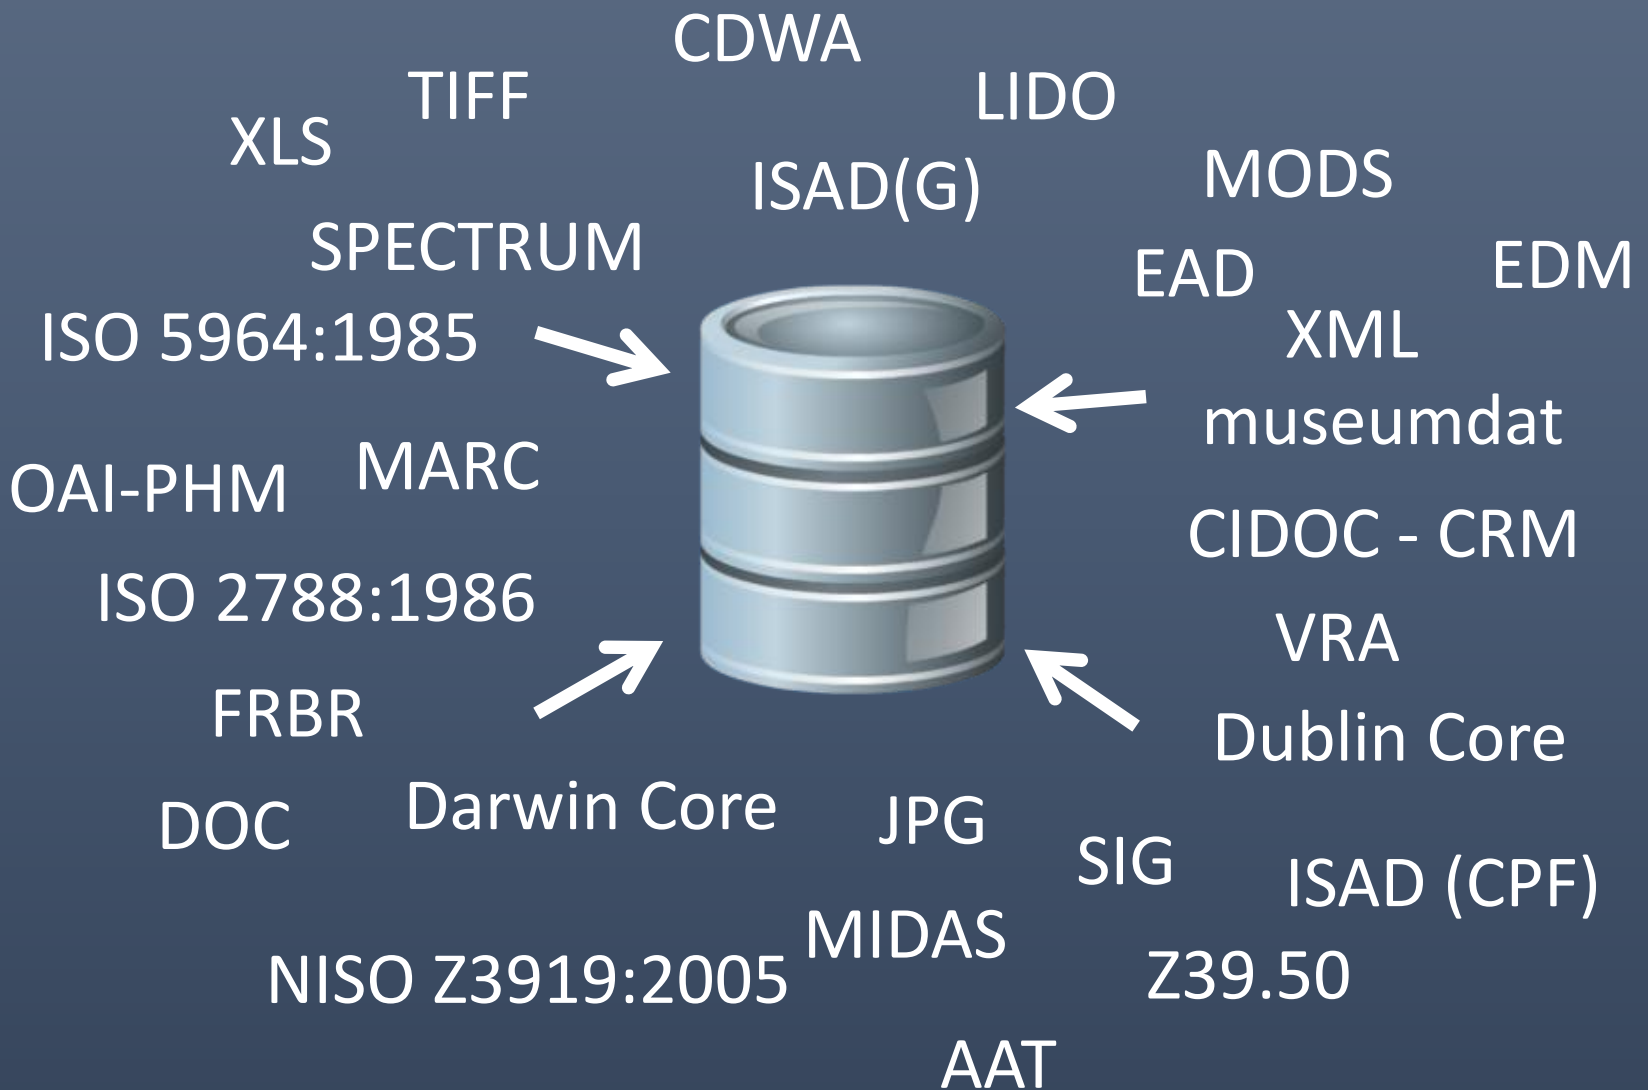 CDWA
TIFF
LIDO
XLS
ISAD(G)
MODS
SPECTRUM
EAD
EDM
ISO 5964:1985
XML
museumdat
MARC
OAI-PHM
CIDOC - CRM
ISO 2788:1986
VRA
FRBR
Dublin Core
Darwin Core
DOC
JPG
SIG
ISAD (CPF)
MIDAS
NISO Z3919:2005
Z39.50
AAT